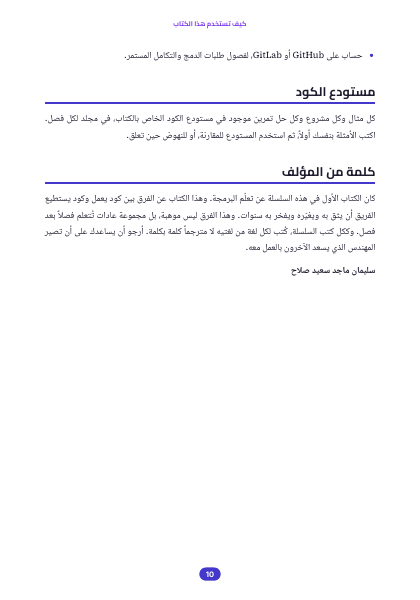 كيف تستخدم هذا الكتاب
• حساب على GitHub أو GitLab، لفصول طلبات الدمج والتكامل المستمر.
مستودع الكود
كل مثال وكل مشروع وكل حل تمرين موجود في مستودع الكود الخاص بالكتاب، في مجلد لكل فصل.
اكتب الأمثلة بنفسك أولاً، ثم استخدم المستودع للمقارنة، أو للنهوض حين تعلق.
كلمة من المؤلف
كان الكتاب الأول في هذه السلسلة عن تعلّم البرمجة. وهذا الكتاب عن الفرق بين كود يعمل وكود يستطيع
الفريق أن يثق به ويغيّره ويفخر به سنوات. وهذا الفرق ليس موهبة، بل مجموعة عادات تُتعلم فصلاً بعد
فصل. وككل كتب السلسلة، كُتب لكل لغة من لغتيه لا مترجماً كلمة بكلمة. أرجو أن يساعدك على أن تصير
المهندس الذي يسعد الآخرون بالعمل معه.
سليمان ماجد سعيد صلاح
10